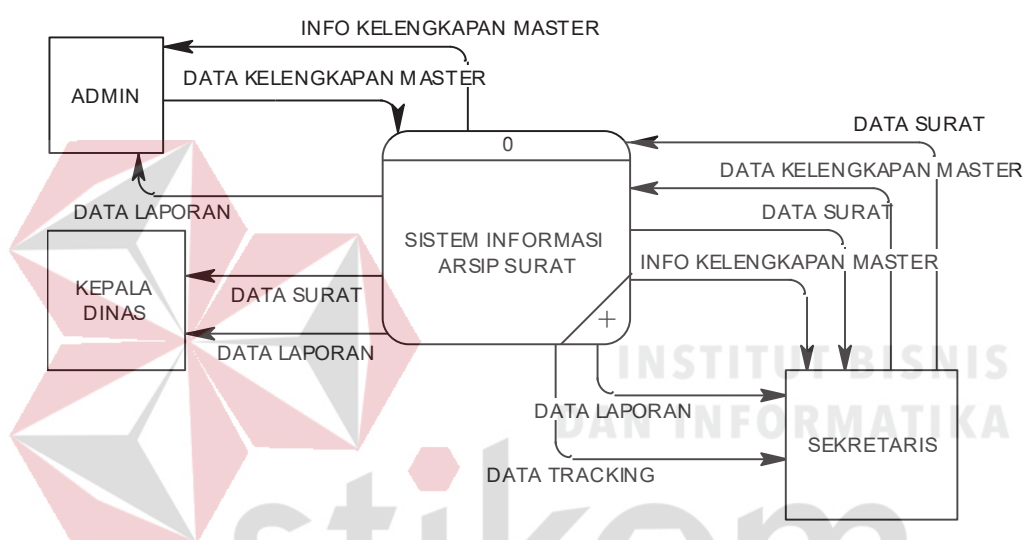 INFO KELENGKAPAN MASTER
ADMIN
DATA KELENGKAPAN MASTER
DATA SURAT
0
DATA KELENGKAPAN MASTER
DATA LAPORAN
DATA SURAT
SISTEM INFORMASI
ARSIP SURAT
INFO KELENGKAPAN MASTER
KEPALA
DINAS
DATA SURAT
+
DATA LAPORAN
INSTITUT BISNIS
DAN INFORMATIKA
DATA LAPORAN
SEKRETARIS
DATA TRACKING
stikom